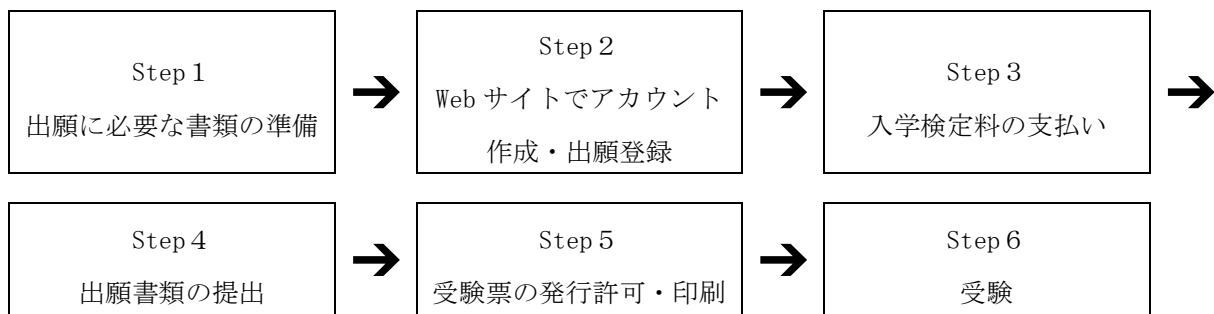 Step1
出願に必要な書類の準備
➔
Step2
Web サイトでアカウント
作成・出願登録
➔
Step3
入学検定料の支払い
➔
Step4
出願書類の提出
➔
Step5
受験票の発行許可・印刷
➔
Step6
受験